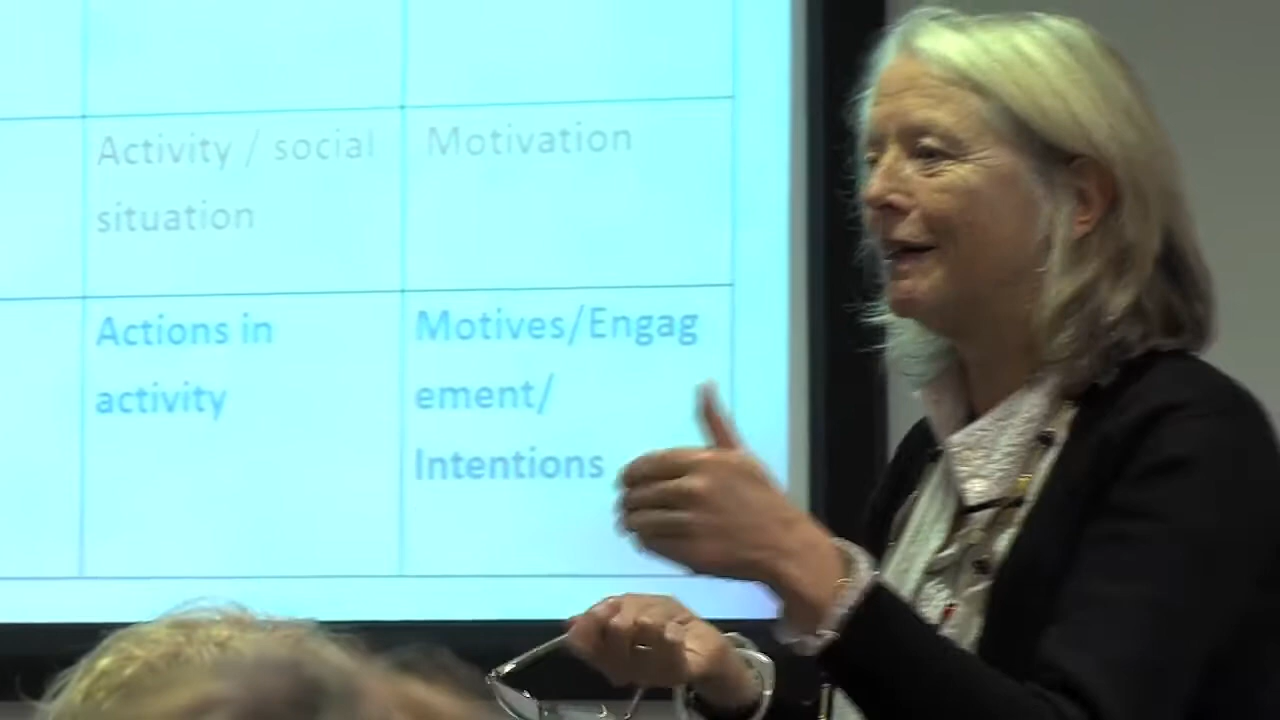 Activity / social
situation
Motivation
Actions in
activity
Motives/Engag
ement/
Intentions